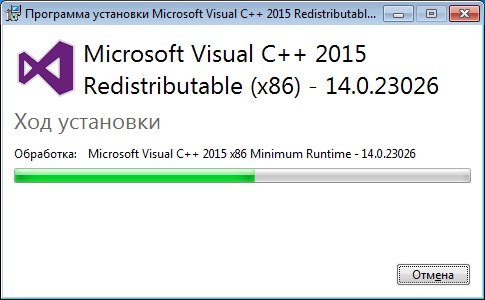 Программа установки Microsoft Visual C++ 2015 Redistributabl...
Microsoft Visual C++ 2015
Redistributable (x86) - 14.0.23026
Ход установки
Обработка: Microsoft Visual C++ 2015 x86 Minimum Runtime - 14.0.23026
Отмена